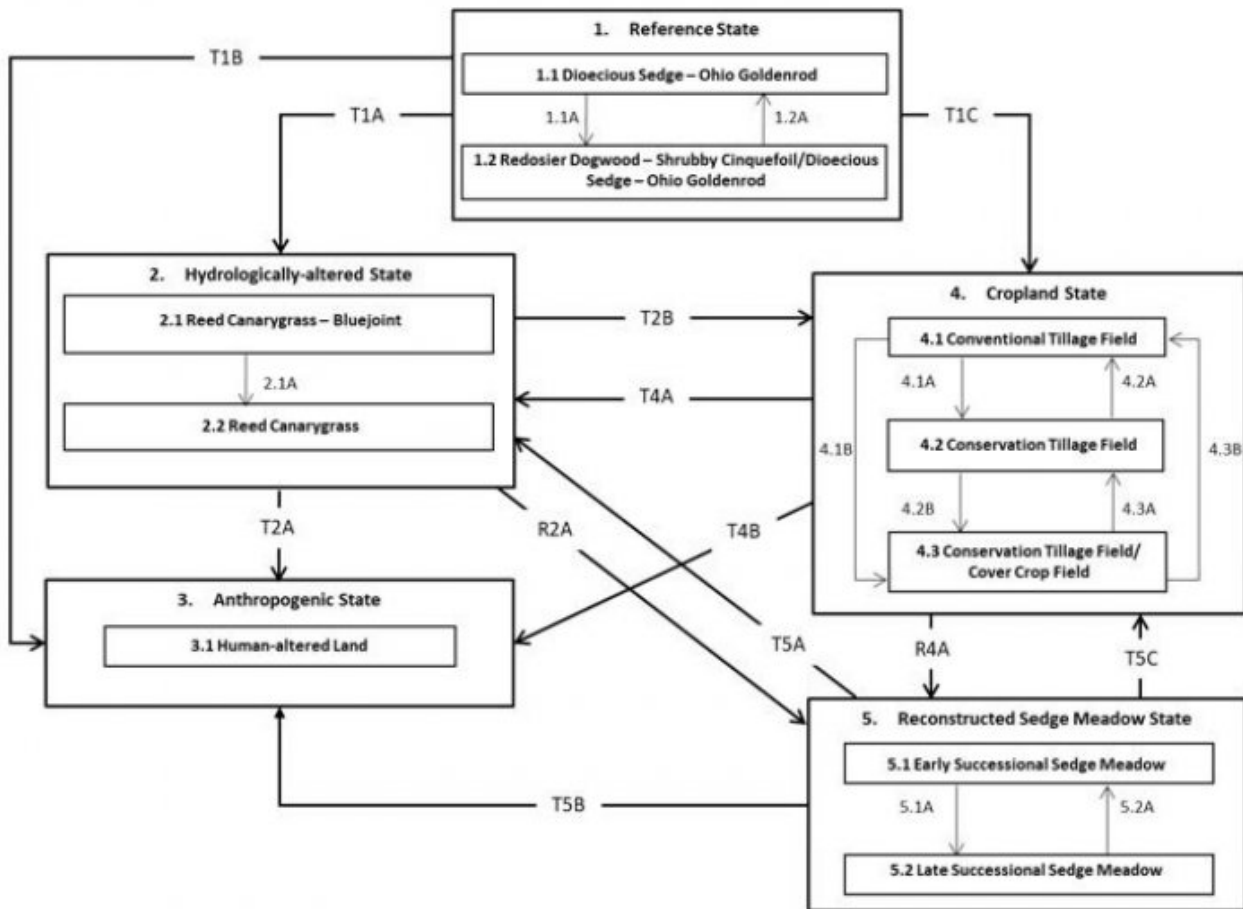 1. Reference State
T1B
1.1 Dioecious Sedge – Ohio Goldenrod
T1A
1.1A
1.2A
T1C
1.2 Redosier Dogwood – Shrubby Cinquefoil/Dioecious
Sedge – Ohio Goldenrod
2. Hydrologically-altered State
2.1 Reed Canarygrass – Bluejoint
2.1A
2.2 Reed Canarygrass
T2B
T4A
4. Cropland State
4.1 Conventional Tillage Field
4.1A
4.2A
4.2 Conservation Tillage Field
4.1B
4.3B
4.2B
4.3A
4.3 Conservation Tillage Field/
Cover Crop Field
T2A
R2A
T4B
3. Anthropogenic State
3.1 Human-altered Land
T5A
R4A
T5C
5. Reconstructed Sedge Meadow State
5.1 Early Successional Sedge Meadow
5.1A
5.2A
5.2 Late Successional Sedge Meadow
T5B